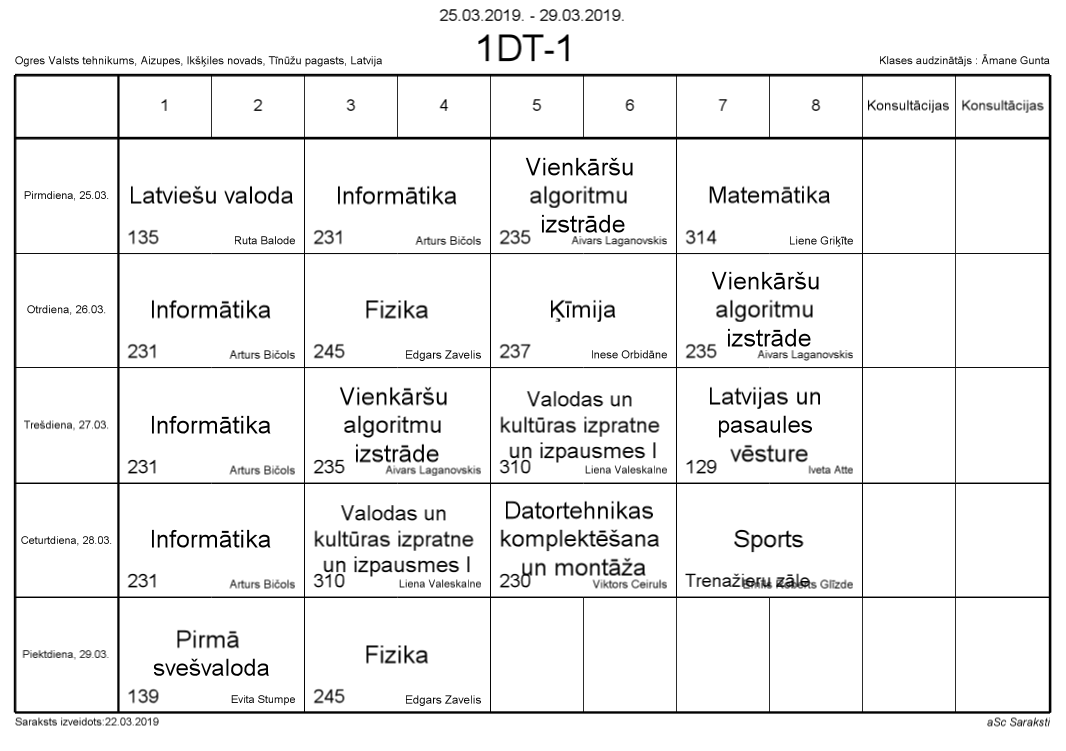 25.03.2019. - 29.03.2019.
1DT-1
Ogres Valsts tehnikums, Aizupes, Ikšķiles novads, Tīnūžu pagasts, Latvija
Klases audzinātājs : Āmane Gunta
1 2 3 4 5 6 7 8 Konsultācijas Konsultācijas
Pirmdiena, 25.03.
Latviešu valoda
135 Ruta Balode
Informātika
231 Arturs Bičols
Vienkāršu
algoritmu
izstrāde
235 Aivars Laganovskis
Matemātika
314 Liene Griķīte
Otrdiena, 26.03.
Informātika
231 Arturs Bičols
Fizika
245 Edgars Zavelis
Ķīmija
237 Inese Orbidāne
Vienkāršu
algoritmu
izstrāde
235 Aivars Laganovskis
Trešdiena, 27.03.
Informātika
231 Arturs Bičols
Vienkāršu
algoritmu
izstrāde
235 Aivars Laganovskis
Valodas un
kultūras izpratne
un izpausmes I
310 Liena Valeskalne
Latvijas un
pasaules
vēsture
129 Iveta Atte
Ceturtdiena, 28.03.
Informātika
231 Arturs Bičols
Valodas un
kultūras izpratne
un izpausmes I
310 Liena Valeskalne
Datortehnikas
komplektēšana
un montāža
230 Viktors Ceiruls
Sports
Trenažieru zāle Roberts Glīzde
Piektdiena, 29.03.
Pirmā
svešvaloda
139 Evita Stumpe
Fizika
245 Edgars Zavelis
Saraksts izveidots:22.03.2019
aSc Saraksti